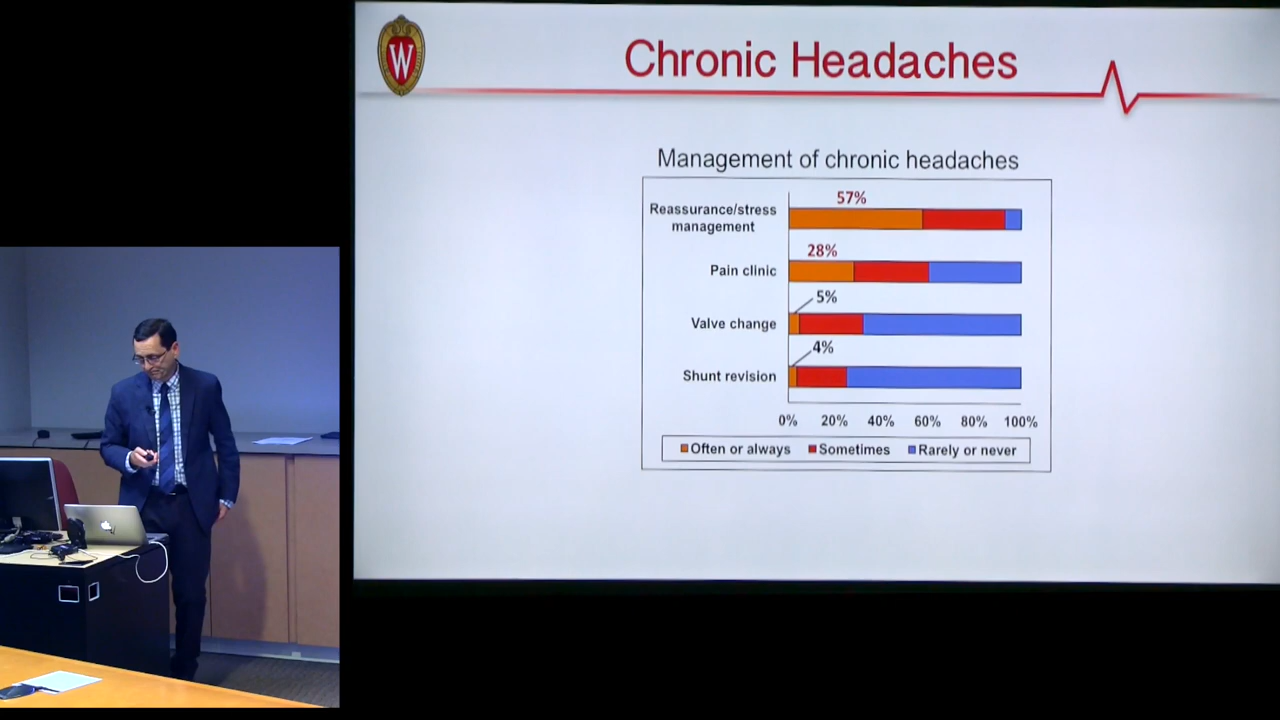 W
Chronic Headaches
Management of chronic headaches
57%
Reassurance/stress
management
28%
Pain clinic
5%
Valve change
4%
Shunt revision
0% 20% 40% 60% 80% 100%
Often or always Sometimes Rarely or never